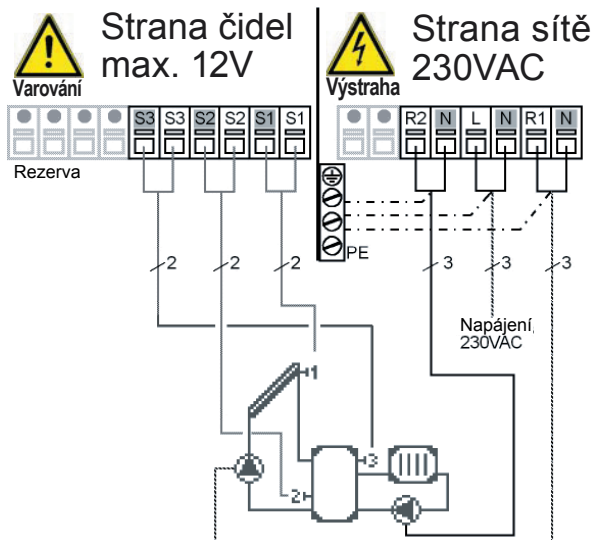 Strana čidel
max. 12V
Varování
Strana sítě
230VAC
Výstraha
S3 S3 S2 S2 S1 S1
R2 N L N R1 N
Rezerva
PE
2 2 2
3 3 3
Napájení,
230VAC
1
3
2